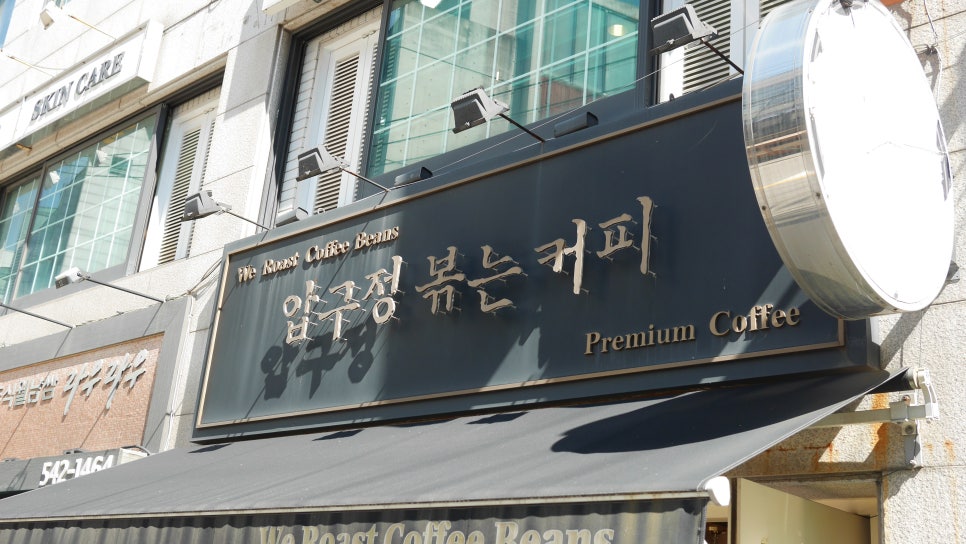 SKIN CARE
We Roast Coffee Beans
압구정 볶는 커피
Premium Coffee
542-1464
We Roast Coffee Beans